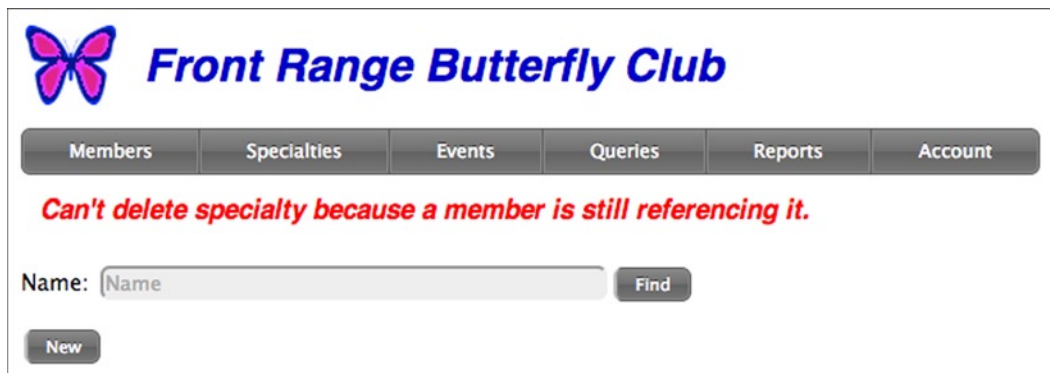 Front Range Butterfly Club
Members Specialties Events Queries Reports Account
Can't delete specialty because a member is still referencing it.
Name: Name Find
New